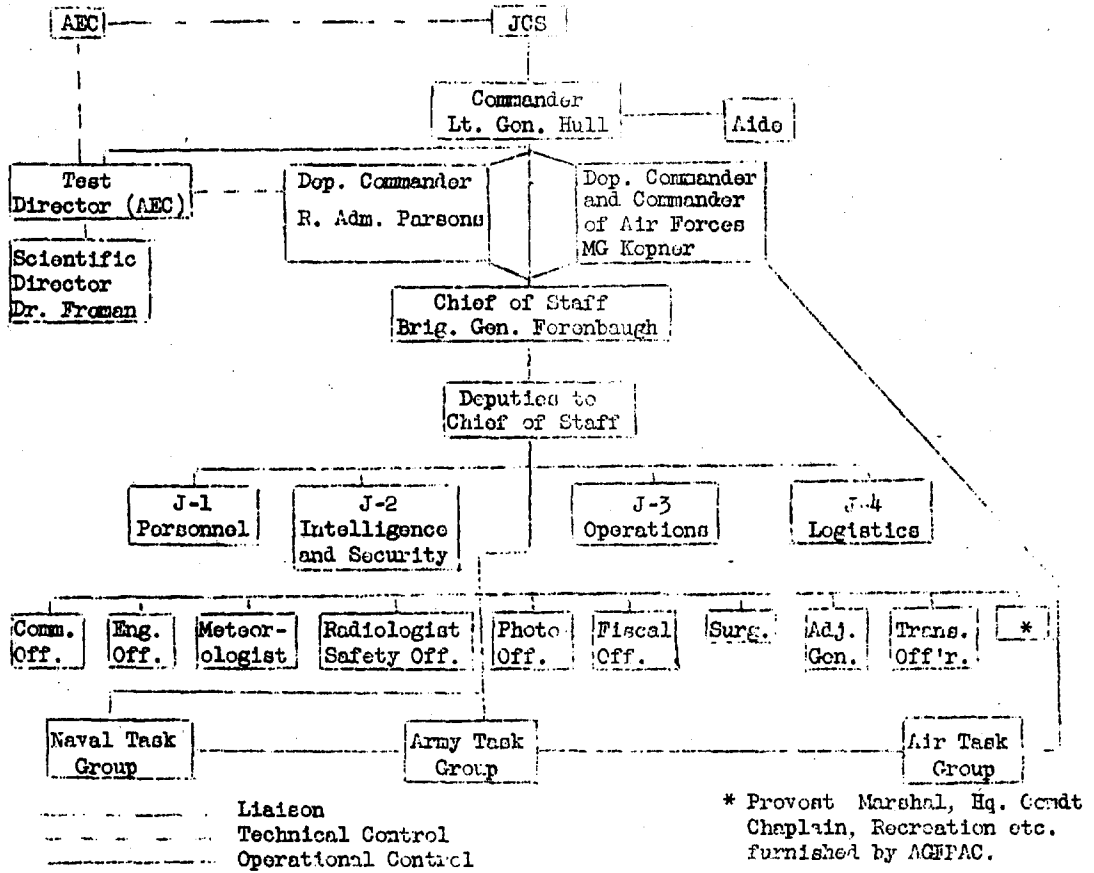 AEC
JCS
Commander
Lt. Gen. Hull
Aide
Test
Director (AEC)
Dep. Commander
R. Adm. Parsons
Dep. Commander
and Commander
of Air Forces
MG Kepner
Scientific
Director
Dr. Froman
Chief of Staff
Brig. Gen. Forenbaugh
Deputies to
Chief of Staff
J-1
Personnel
J-2
Intelligence
and Security
J-3
Operations
J-4
Logistics
Comm.
Off.
Eng.
Off.
Meteor-
ologist
Radiologist
Safety Off.
Photo
Off.
Fiscal
Off.
Surg.
Adj.
Gen.
Trans.
Off'r.
*
Naval Task
Group
Army Task
Group
Air Task
Group
Liaison
Technical Control
Operational Control
* Provost Marshal, Hq. Comdt
Chaplain, Recreation etc.
furnished by AGFPAC.